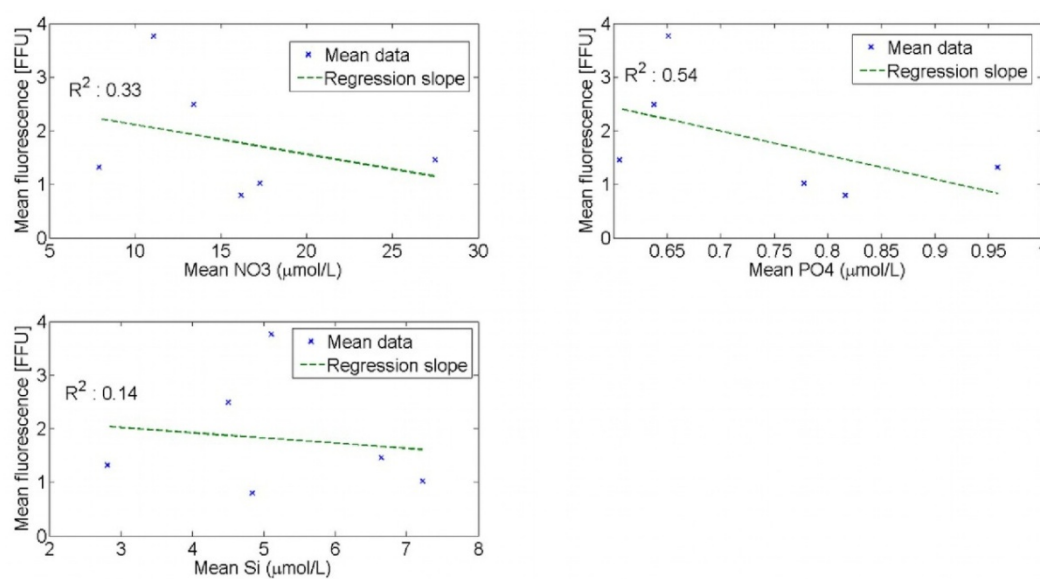 4
3
2
1
0
Mean fluorescence [FFU]
R² : 0.33
Mean data
Regression slope
5 10 15 20 25 30
Mean NO3 (μmol/L)
4
3
2
1
0
Mean fluorescence [FFU]
R² : 0.54
Mean data
Regression slope
0.65 0.7 0.75 0.8 0.85 0.9 0.95
Mean PO4 (μmol/L)
4
3
2
1
0
Mean fluorescence [FFU]
R² : 0.14
Mean data
Regression slope
2 3 4 5 6 7 8
Mean Si (μmol/L)